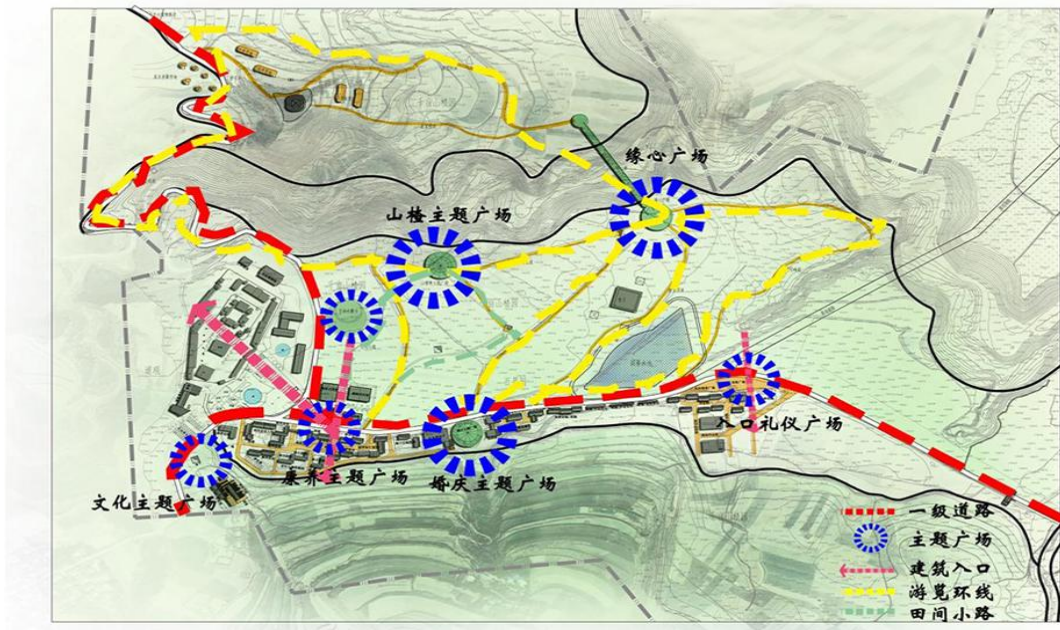 缘心广场
山楂主题广场
入口礼仪广场
康养主题广场
婚庆主题广场
文化主题广场
一级道路
主题广场
建筑入口
游览环线
田间小路